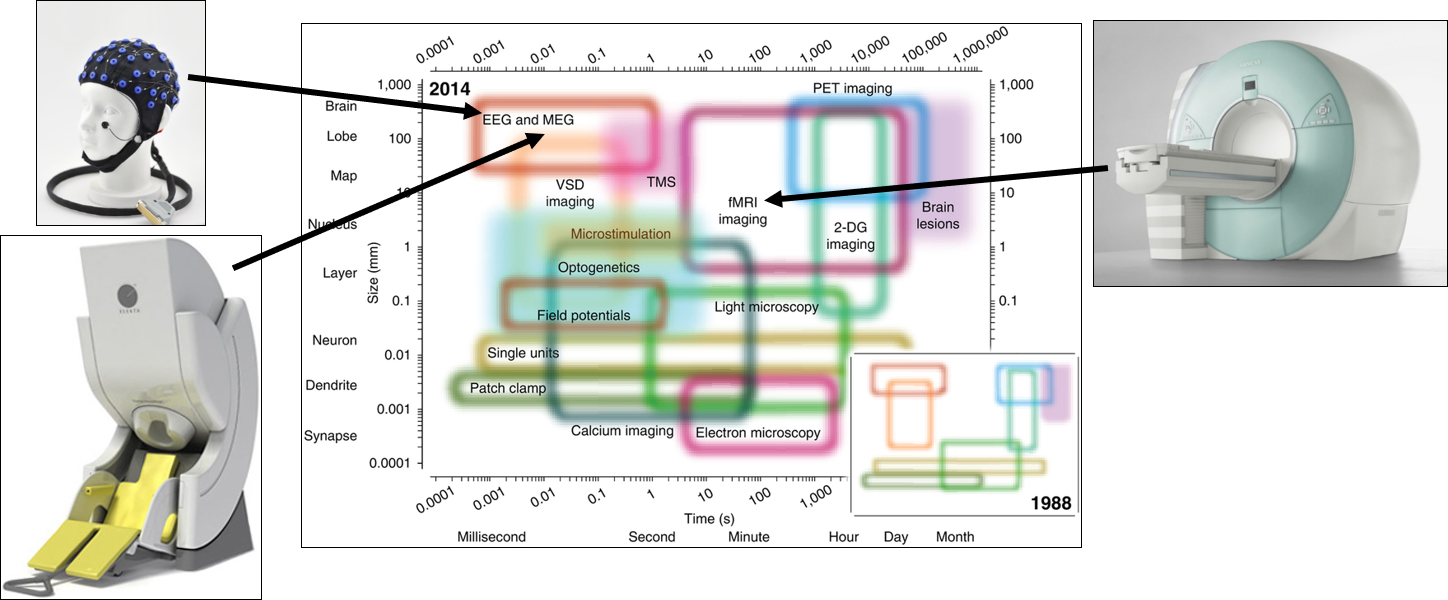 0.0001 0.001 0.01 0.1 1 10 100 1,000 10,000 100,000 1,000,000
2014
PET imaging
1,000
1,000
Brain
EEG and MEG
Lobe
100
100
Map
VSD
imaging
TMS
10
10
fMRI
imaging
Brain
lesions
Nucleus
Microstimulation
2-DG
imaging
1
1
Layer
Size (mm)
Optogenetics
0.1
0.1
Field potentials
Light microscopy
Neuron
Single units
0.01
Dendrite
Patch clamp
0.001
Synapse
Calcium imaging
Electron microscopy
0.0001
1988
0.0001 0.001 0.01 0.1 1 10 100 1,000
Time (s)
Millisecond Second Minute Hour Day Month
ELEKTA